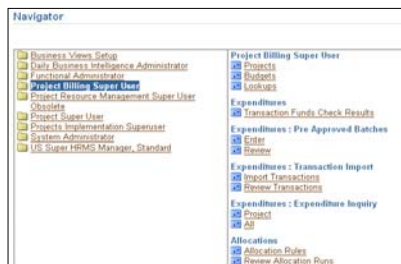 Navigator
Business Views Setup
Daily Business Intelligence Administrator
Functional Administrator
Project Billing Super User
Project Resource Management Super User
Obsolete
Project Super User
Projects Implementation Superuser
System Administrator
US Super HRMS Manager, Standard
Project Billing Super User
Projects
Budgets
Lookups
Expenditures
Transaction Funds Check Results
Expenditures : Pre Approved Batches
Enter
Review
Expenditures : Transaction Import
Import Transactions
Review Transactions
Expenditures : Expenditure Inquiry
Project
All
Allocations
Allocation Rules
Review Allocation Runs